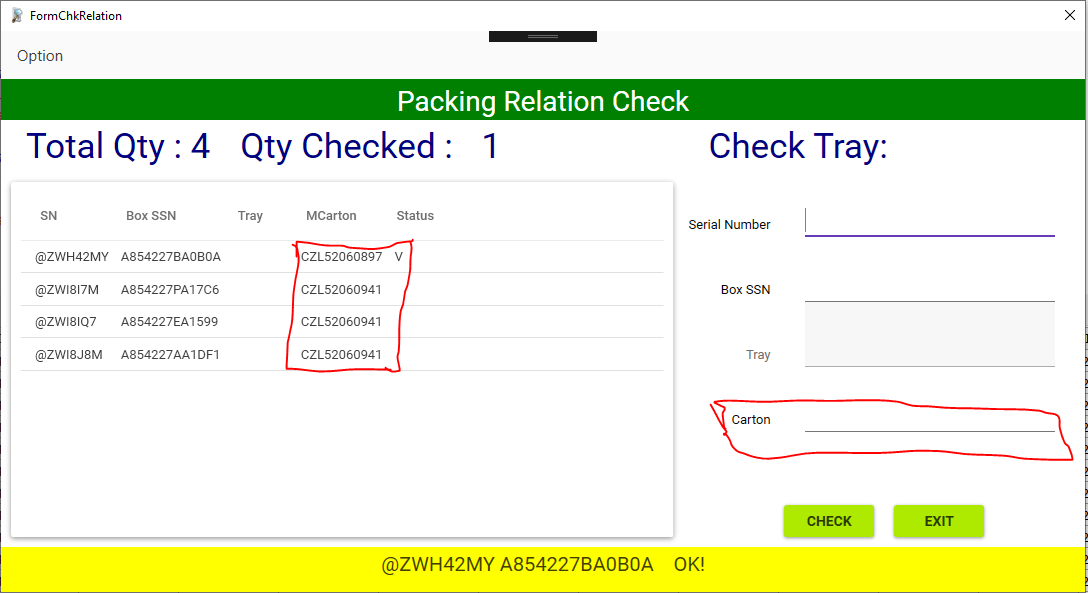 FormChkRelation
Option
Packing Relation Check
Total Qty : 4 Qty Checked : 1 Check Tray:
SN Box SSN Tray MCarton Status
@ZWH42MY A854227BA0B0A CZL52060897 V
@ZWI8I7M A854227PA17C6 CZL52060941
@ZWI8IQ7 A854227EA1599 CZL52060941
@ZWI8J8M A854227AA1DF1 CZL52060941
Serial Number
Box SSN
Tray
Carton
CHECK EXIT
@ZWH42MY A854227BA0B0A OK!